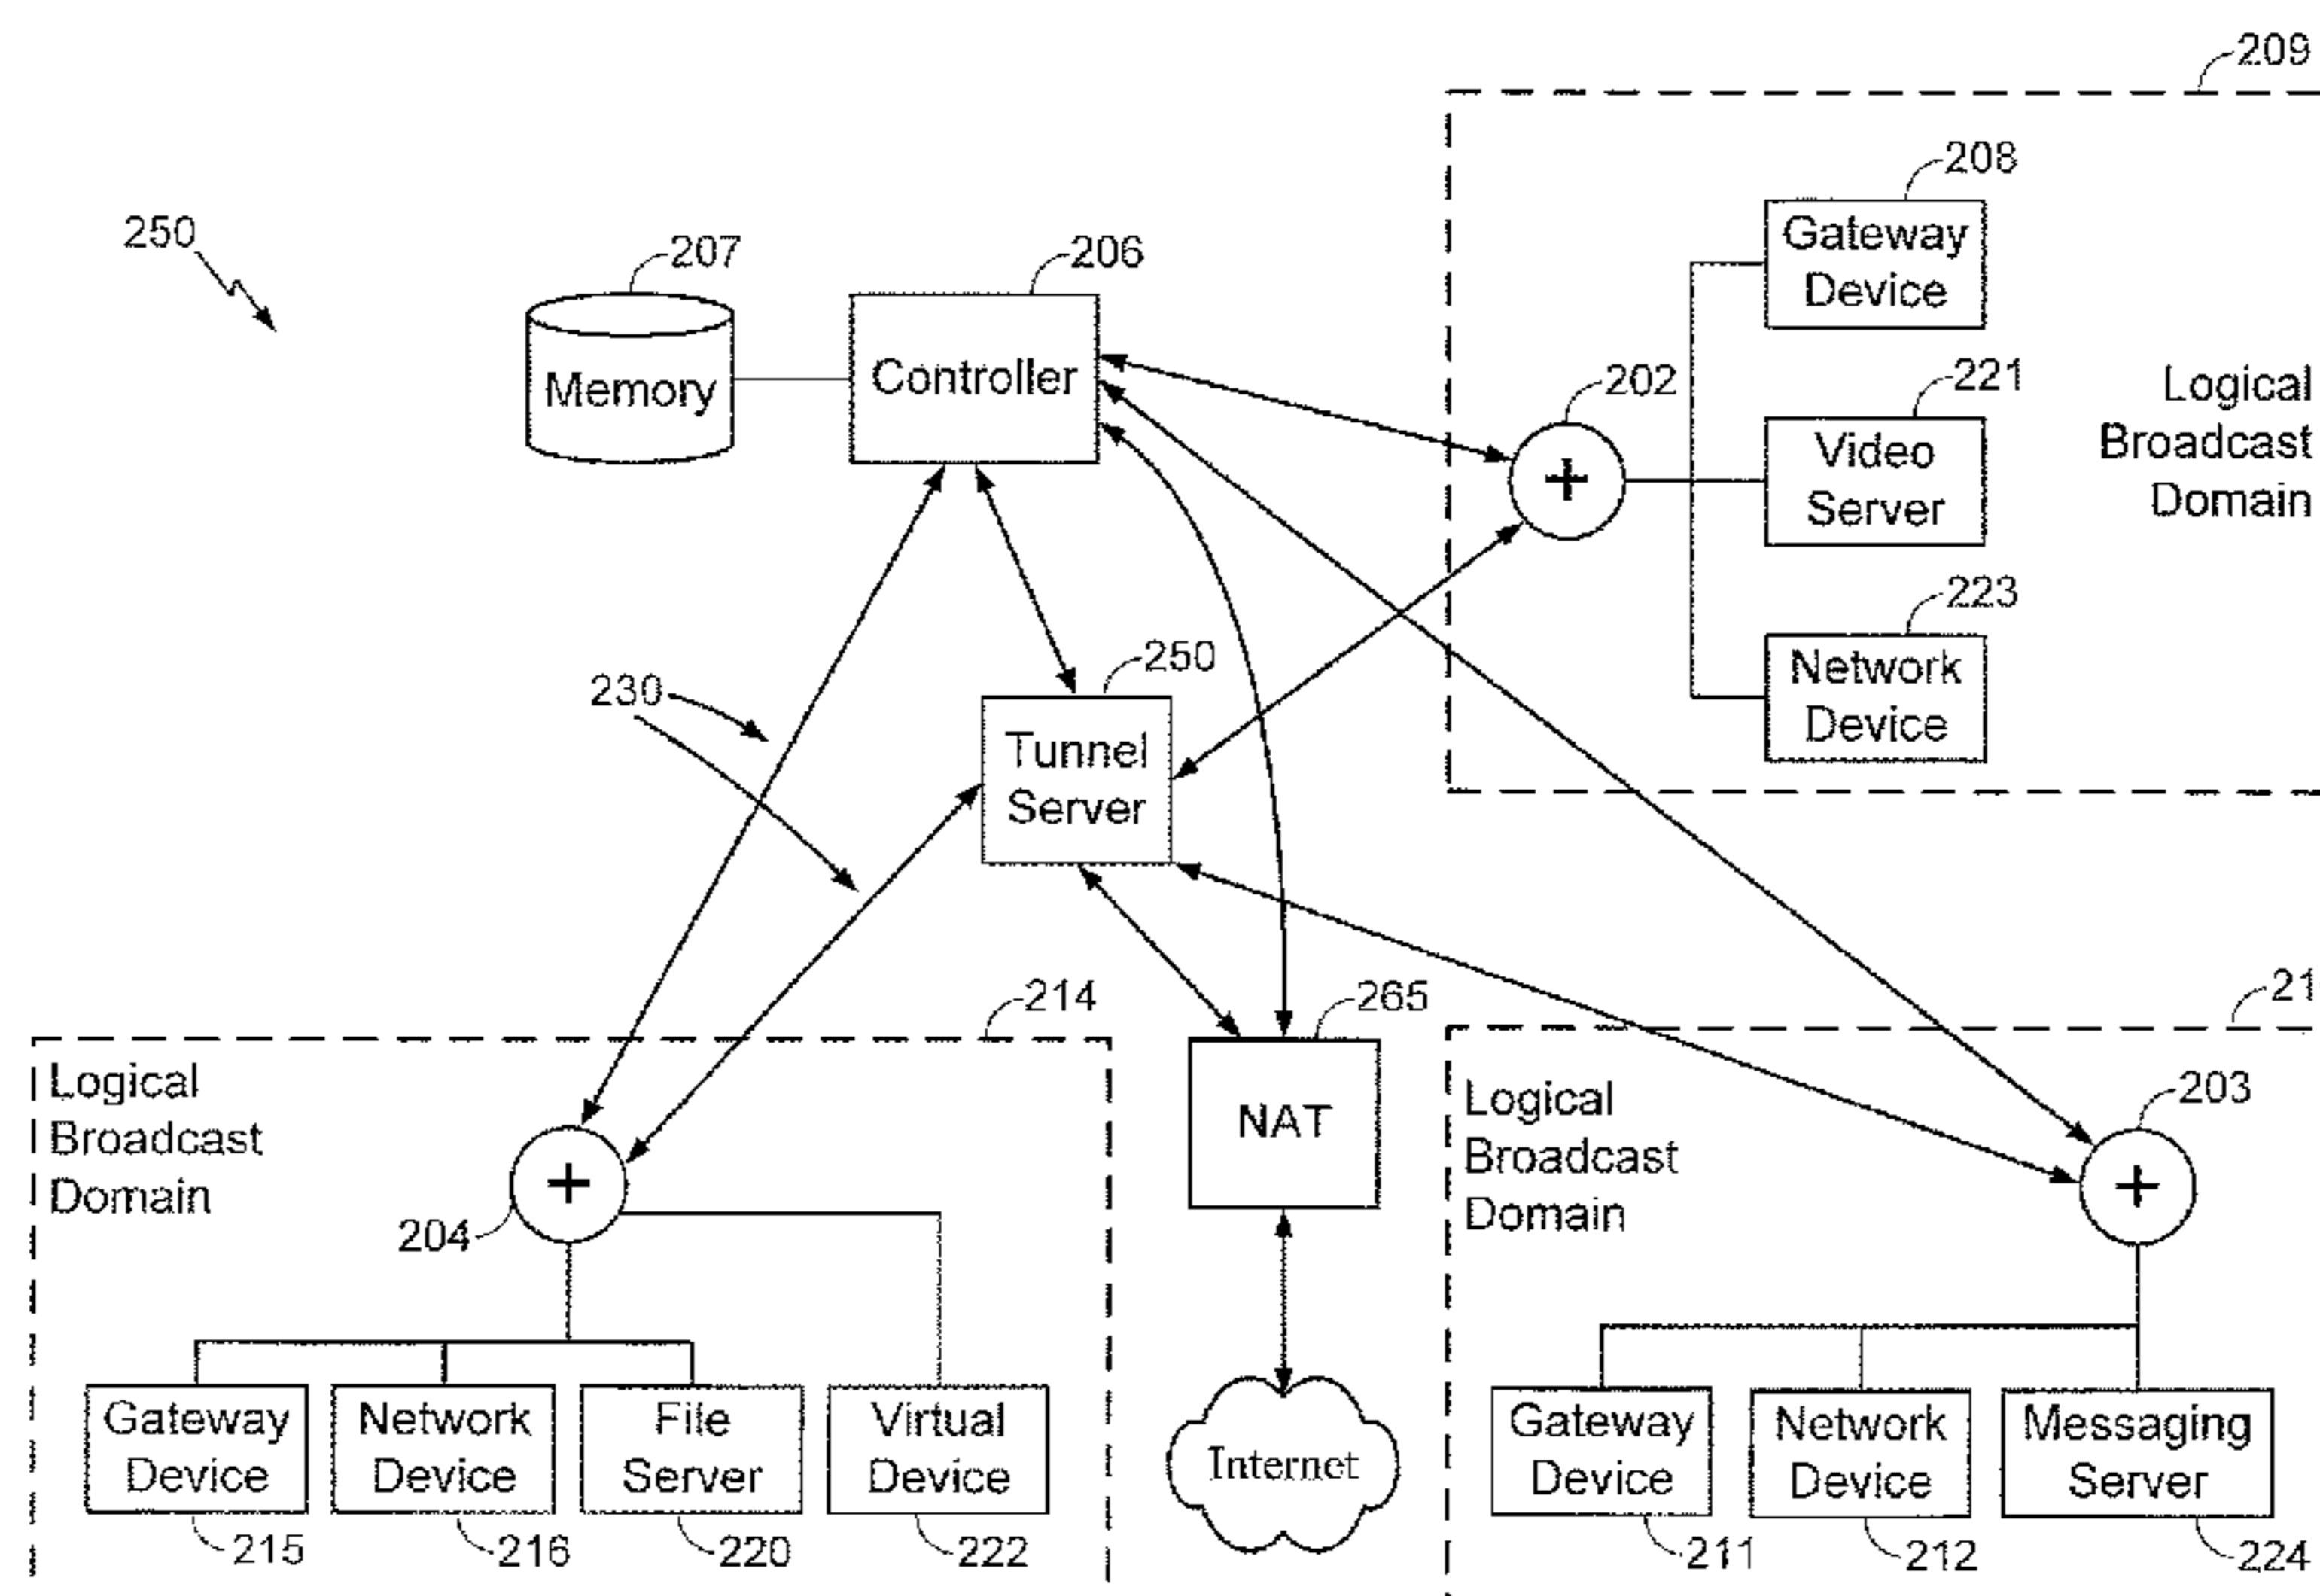 209
208
Gateway
Device
250
207
206
Memory
Controller
202
221
Video
Server
Logical
Broadcast
Domain
223
Network
Device
250
230
Tunnel
Server
214
265
21
Logical
Broadcast
Domain
NAT
Logical
Broadcast
Domain
203
204
Gateway
Device
Network
Device
File
Server
Virtual
Device
Internet
Gateway
Device
Network
Device
Messaging
Server
215
216
220
222
211
212
224